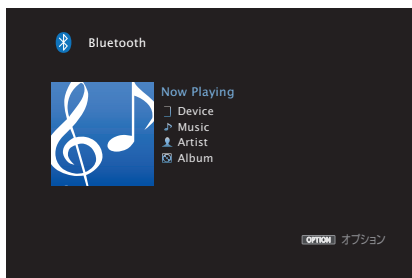 Bluetooth
Now Playing
Device
Music
Artist
Album
OPTION オプション